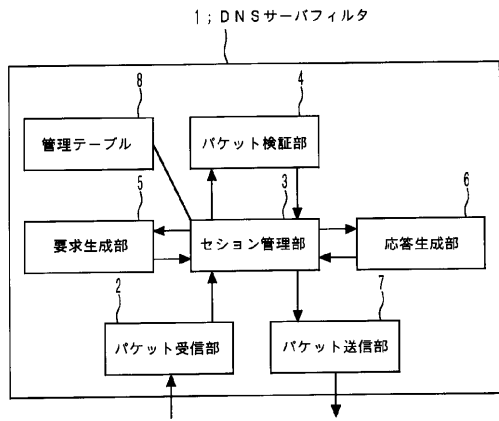 1;DNSサーバフィルタ
8
管理テーブル
4
パケット検証部
5
要求生成部
3
セション管理部
6
応答生成部
2
パケット受信部
7
パケット送信部